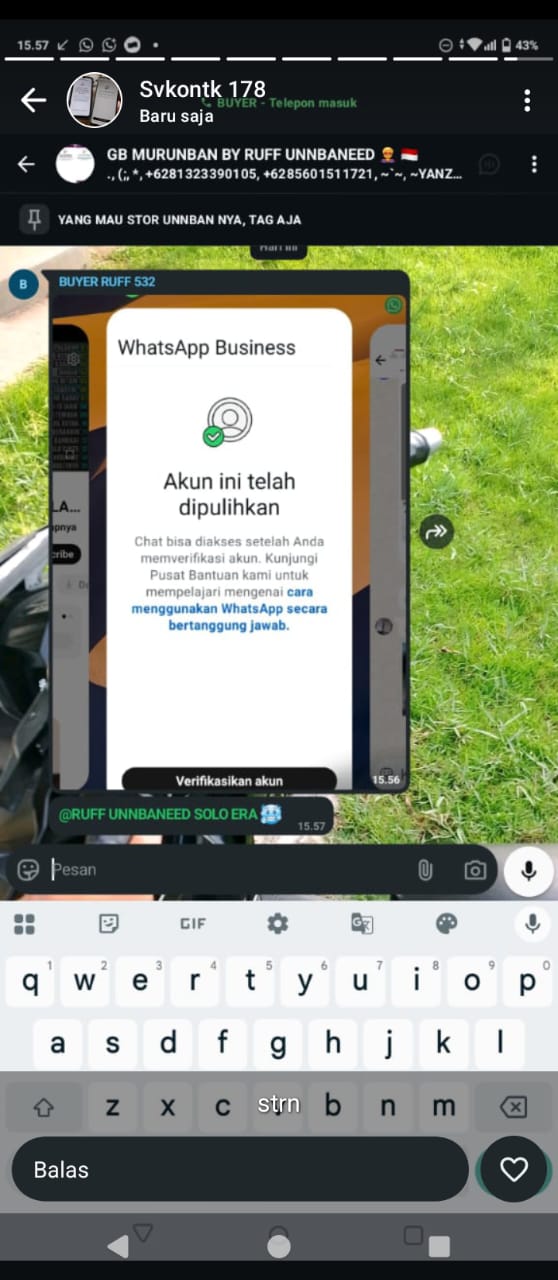 15.57
43%
Svkontk 178
Baru saja
BUYER - Telepon masuk
GB MURUNBAN BY RUFF UNNBANEED 👷 🇮🇩
., (;, *, +6281323390105, +6285601511721, ~`~, ~YANZ...
YANG MAU STOR UNNBAN NYA, TAG AJA
Hari ini
B
BUYER RUFF 532
WhatsApp Business
Akun ini telah
dipulihkan
Chat bisa diakses setelah Anda
memverifikasi akun. Kunjungi
Pusat Bantuan kami untuk
mempelajari mengenai cara
menggunakan WhatsApp secara
bertanggung jawab.
LA...
pnya
cribe
De
Verifikasikan akun
15.56
@RUFF UNNBANEED SOLO ERA 🥶
15.57
Pesan
GIF
q 1 w 2 e 3 r 4 t 5 y 6 u 7 i 8 o 9 p 0
a s d f g h j k l
z x c b n m
strn
Balas